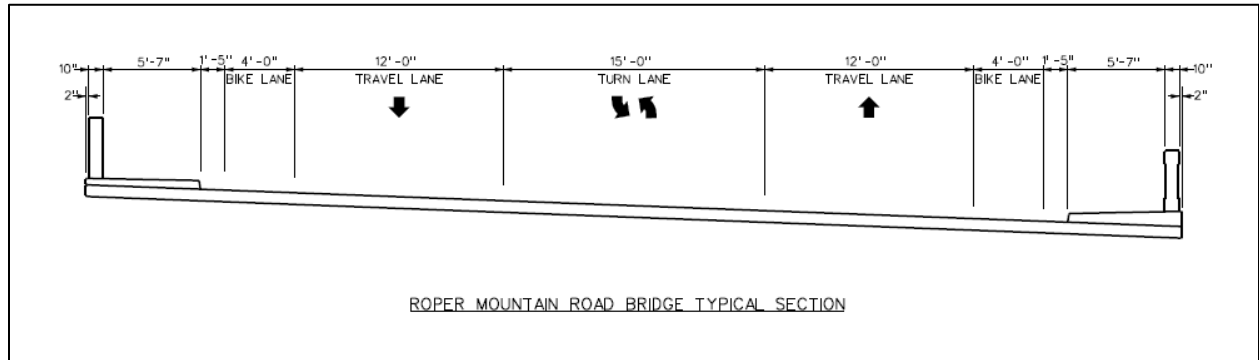 10" 5'-7" 1'-5" 4'-0" 12'-0" 15'-0" 12'-0" 4'-0" 1'-5" 5'-7" 10"
BIKE LANE TRAVEL LANE TURN LANE TRAVEL LANE BIKE LANE
2" 2"
ROPER MOUNTAIN ROAD BRIDGE TYPICAL SECTION